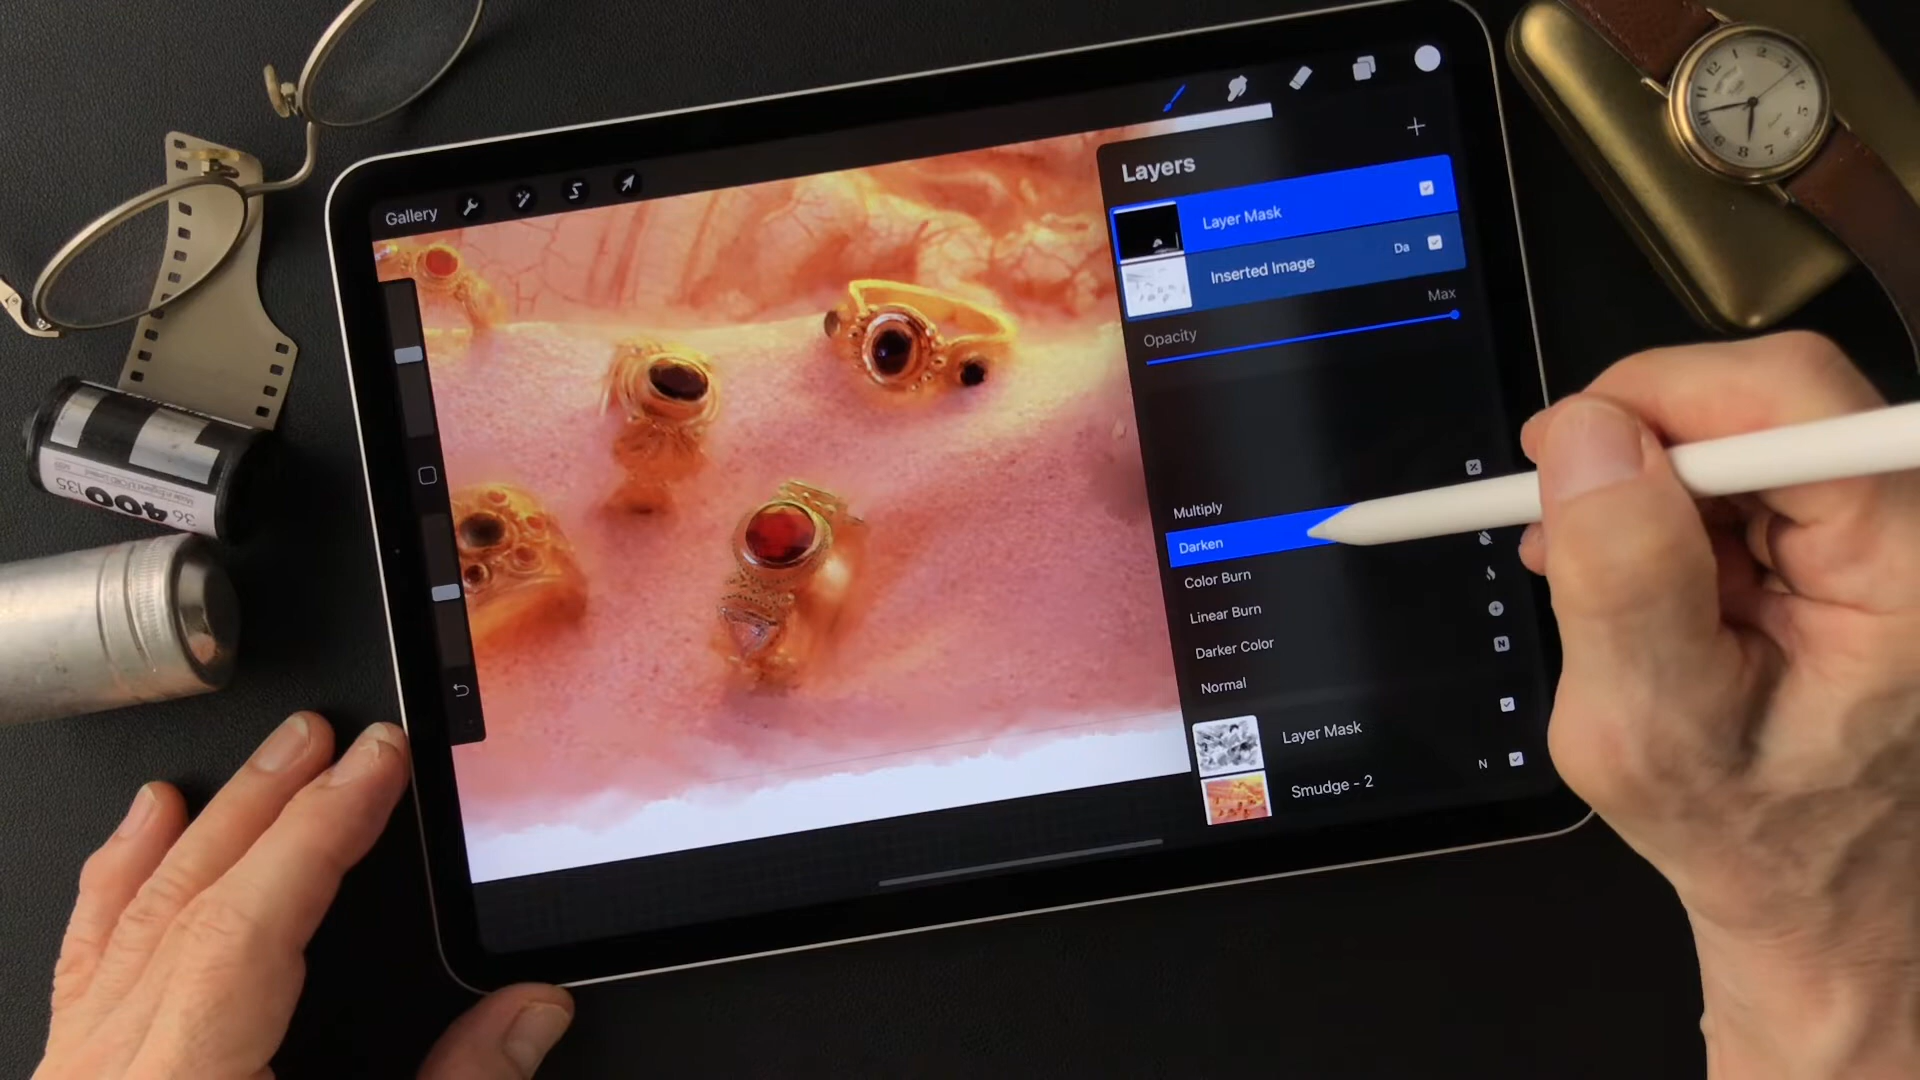 Gallery
Layers
Layer Mask
Inserted Image
Da
Max
Opacity
Multiply
Darken
Color Burn
Linear Burn
Darker Color
Normal
N
Layer Mask
Smudge - 2
N
400
135
36
12